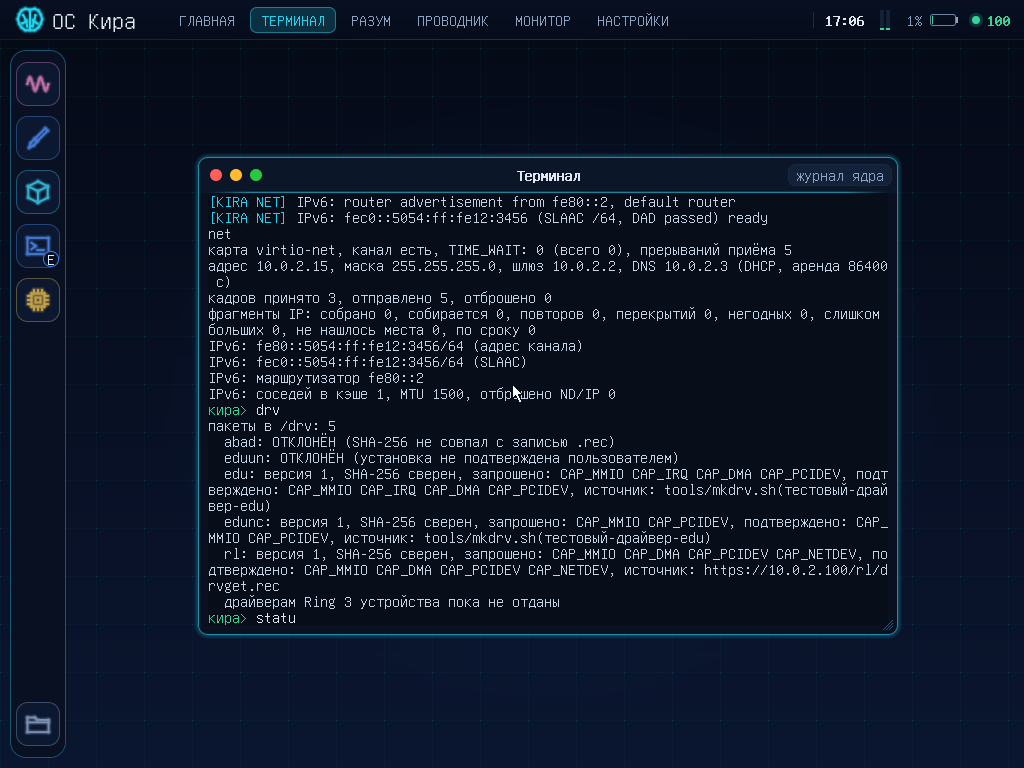 ОС Кира
ГЛАВНАЯ ТЕРМИНАЛ РАЗУМ ПРОВОДНИК МОНИТОР НАСТРОЙКИ
17:06 1% 100
E
Терминал
журнал ядра
[KIRA NET] IPv6: router advertisement from fe80::2, default router
[KIRA NET] IPv6: fec0::5054:ff:fe12:3456 (SLAAC /64, DAD passed) ready
net
карта virtio-net, канал есть, TIME_WAIT: 0 (всего 0), прерываний приёма 5
адрес 10.0.2.15, маска 255.255.255.0, шлюз 10.0.2.2, DNS 10.0.2.3 (DHCP, аренда 86400
с)
кадров принято 3, отправлено 5, отброшено 0
фрагменты IP: собрано 0, собирается 0, повторов 0, перекрытий 0, негодных 0, слишком
больших 0, не нашлось места 0, по сроку 0
IPv6: fe80::5054:ff:fe12:3456/64 (адрес канала)
IPv6: fec0::5054:ff:fe12:3456/64 (SLAAC)
IPv6: маршрутизатор fe80::2
IPv6: соседей в кэше 1, MTU 1500, отброшено ND/IP 0
кира> drv
пакеты в /drv: 5
abad: ОТКЛОНЁН (SHA-256 не совпал с записью .rec)
eduun: ОТКЛОНЁН (установка не подтверждена пользователем)
edu: версия 1, SHA-256 сверен, запрошено: CAP_MMIO CAP_IRQ CAP_DMA CAP_PCIDEV, подт
верждено: CAP_MMIO CAP_IRQ CAP_DMA CAP_PCIDEV, источник: tools/mkdrv.sh(тестовый-драй
вер-edu)
edunc: версия 1, SHA-256 сверен, запрошено: CAP_MMIO CAP_PCIDEV, подтверждено: CAP_
MMIO CAP_PCIDEV, источник: tools/mkdrv.sh(тестовый-драйвер-edu)
rl: версия 1, SHA-256 сверен, запрошено: CAP_MMIO CAP_DMA CAP_PCIDEV CAP_NETDEV, по
дтверждено: CAP_MMIO CAP_DMA CAP_PCIDEV CAP_NETDEV, источник: https://10.0.2.100/rl/d
rvget.rec
драйверам Ring 3 устройства пока не отданы
кира> statu